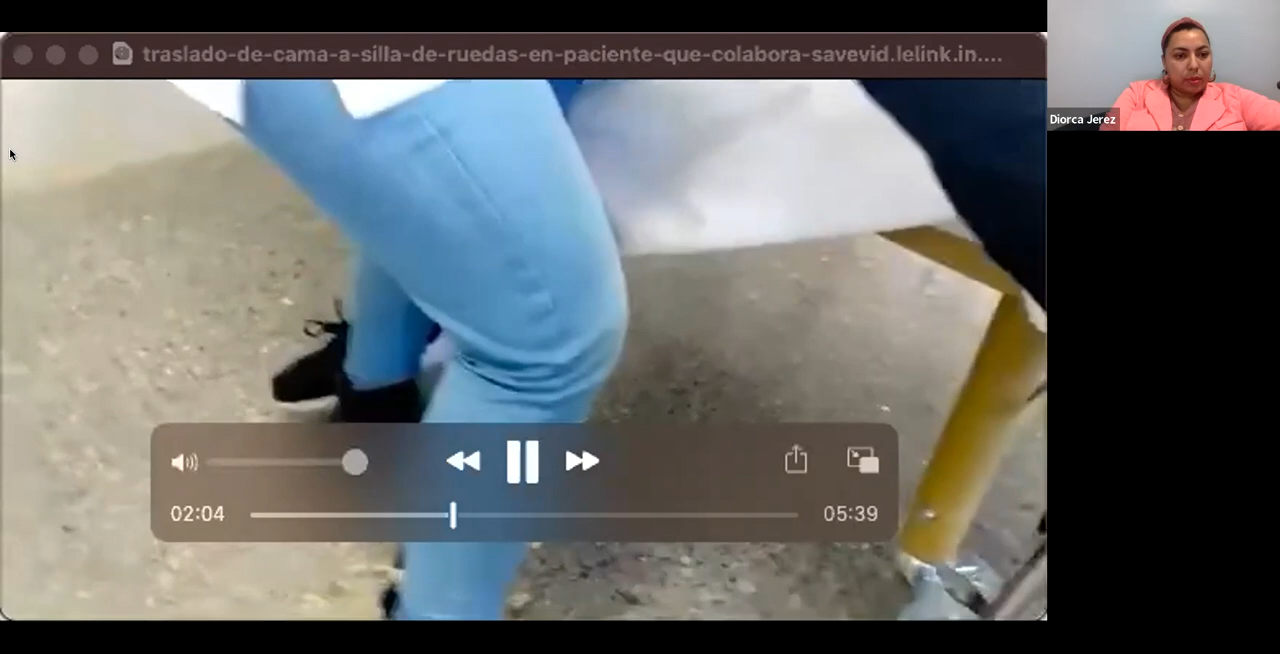 traslado-de-cama-a-silla-de-ruedas-en-paciente-que-colabora-savevid.lelink.in....
Diorca Jerez
02:04
05:39